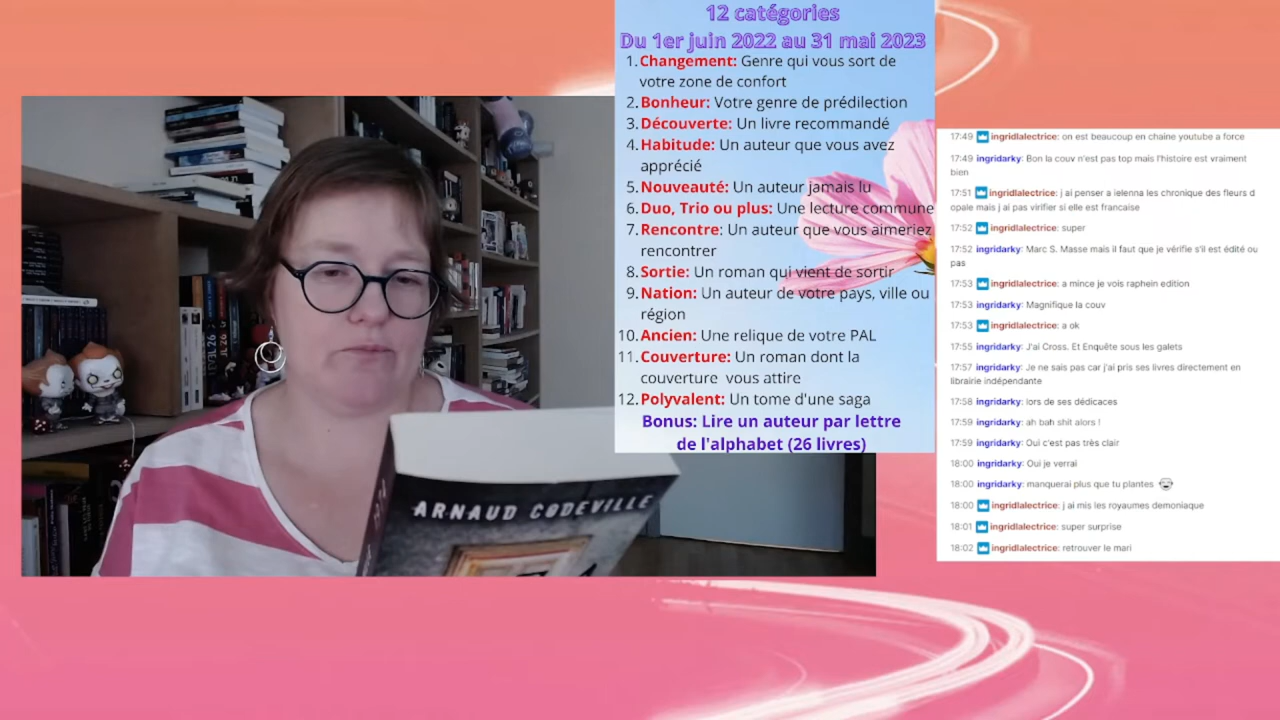 12 catégories
Du 1er juin 2022 au 31 mai 2023
1. Changement: Genre qui vous sort de
votre zone de confort
2. Bonheur: Votre genre de prédilection
3. Découverte: Un livre recommandé
4. Habitude: Un auteur que vous avez
apprécié
5. Nouveauté: Un auteur jamais lu
6. Duo, Trio ou plus: Une lecture commune
7. Rencontre: Un auteur que vous aimeriez
rencontrer
8. Sortie: Un roman qui vient de sortir
9. Nation: Un auteur de votre pays, ville ou
région
10. Ancien: Une relique de votre PAL
11. Couverture: Un roman dont la
couverture vous attire
12. Polyvalent: Un tome d'une saga
Bonus: Lire un auteur par lettre
de l'alphabet (26 livres)
17:49 ingridlalectrice: on est beaucoup en chaine youtube a force
17:49 ingridarky: Bon la couv n'est pas top mais l'histoire est vraiment
bien
17:51 ingridlalectrice: j ai penser a ielenna les chronique des fleurs d
opale mais j ai pas virifier si elle est francaise
17:52 ingridlalectrice: super
17:52 ingridarky: Marc S. Masse mais il faut que je vérifie s'il est édité ou
pas
17:53 ingridlalectrice: a mince je vois raphein edition
17:53 ingridarky: Magnifique la couv
17:53 ingridlalectrice: a ok
17:55 ingridarky: J'ai Cross. Et Enquête sous les galets
17:57 ingridarky: Je ne sais pas car j'ai pris ses livres directement en
librairie indépendante
17:58 ingridarky: lors de ses dédicaces
17:59 ingridarky: ah bah shit alors !
17:59 ingridarky: Oui c'est pas très clair
18:00 ingridarky: Oui je verrai
18:00 ingridarky: manquerai plus que tu plantes
18:00 ingridlalectrice: j ai mis les royaumes demoniaque
18:01 ingridlalectrice: super surprise
18:02 ingridlalectrice: retrouver le mari
ARNAUD CODEVILLE